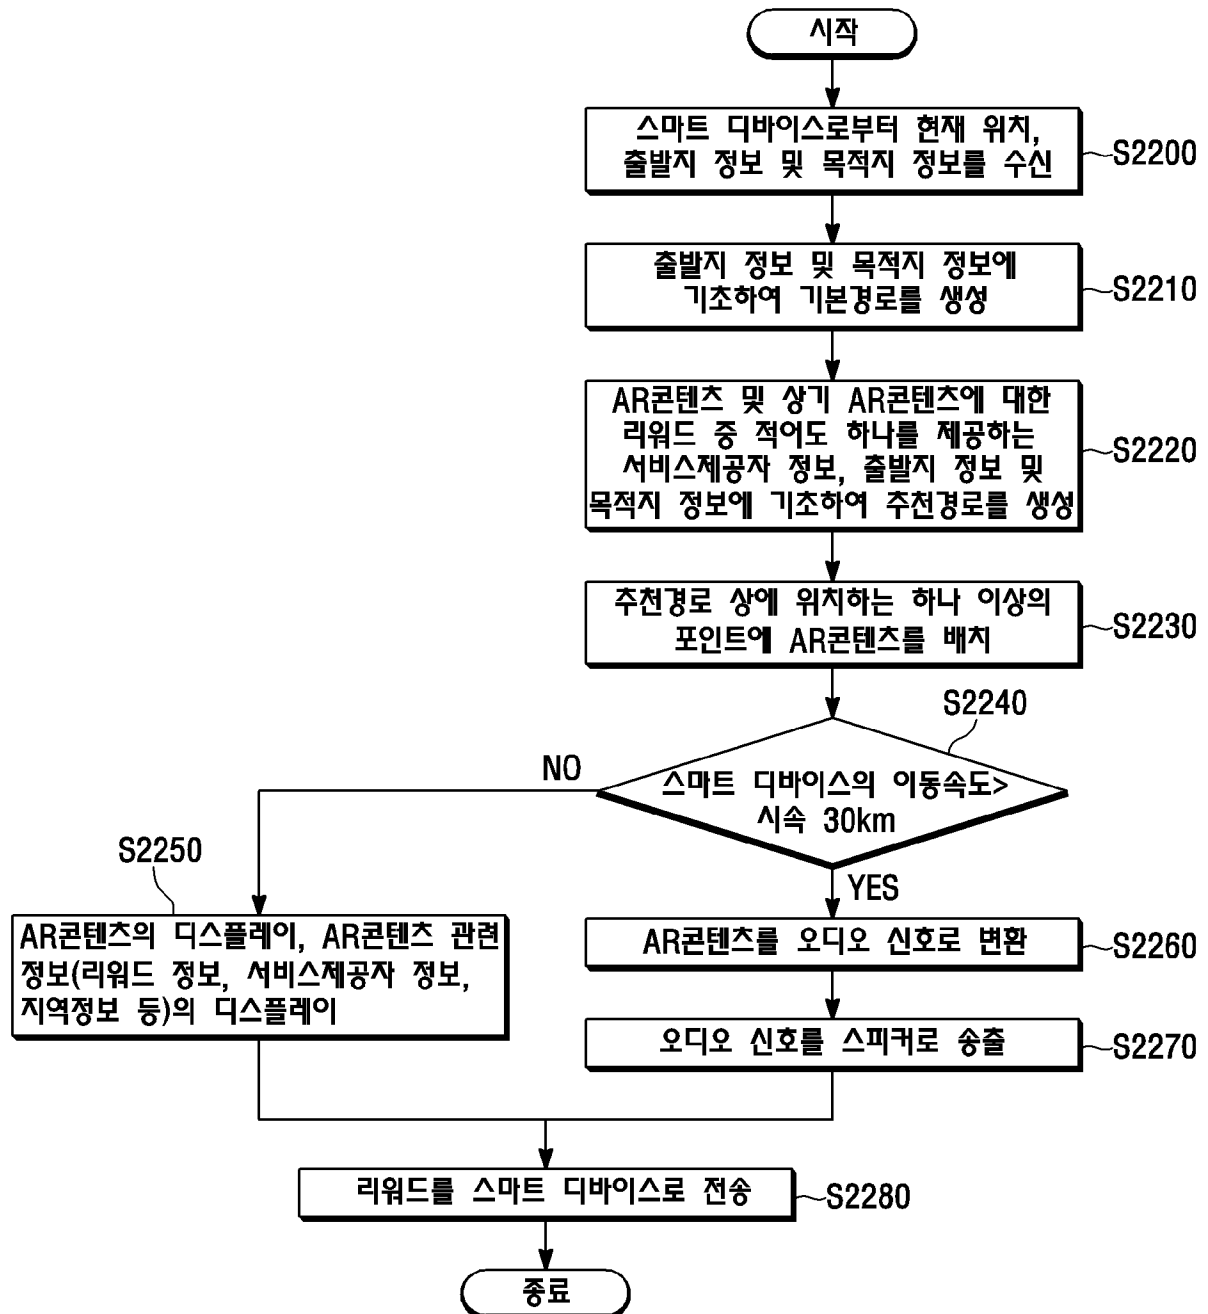 시작
스마트 디바이스로부터 현재 위치,
출발지 정보 및 목적지 정보를 수신
S2200
출발지 정보 및 목적지 정보에
기초하여 기본경로를 생성
S2210
AR콘텐츠 및 상기 AR콘텐츠에 대한
리워드 중 적어도 하나를 제공하는
서비스제공자 정보, 출발지 정보 및
목적지 정보에 기초하여 추천경로를 생성
S2220
추천경로 상에 위치하는 하나 이상의
포인트에 AR콘텐츠를 배치
S2230
S2240
스마트 디바이스의 이동속도>
시속 30km
NO
YES
S2250
AR콘텐츠의 디스플레이, AR콘텐츠 관련
정보(리워드 정보, 서비스제공자 정보,
지역정보 등)의 디스플레이
AR콘텐츠를 오디오 신호로 변환
S2260
오디오 신호를 스피커로 송출
S2270
리워드를 스마트 디바이스로 전송
S2280
종료